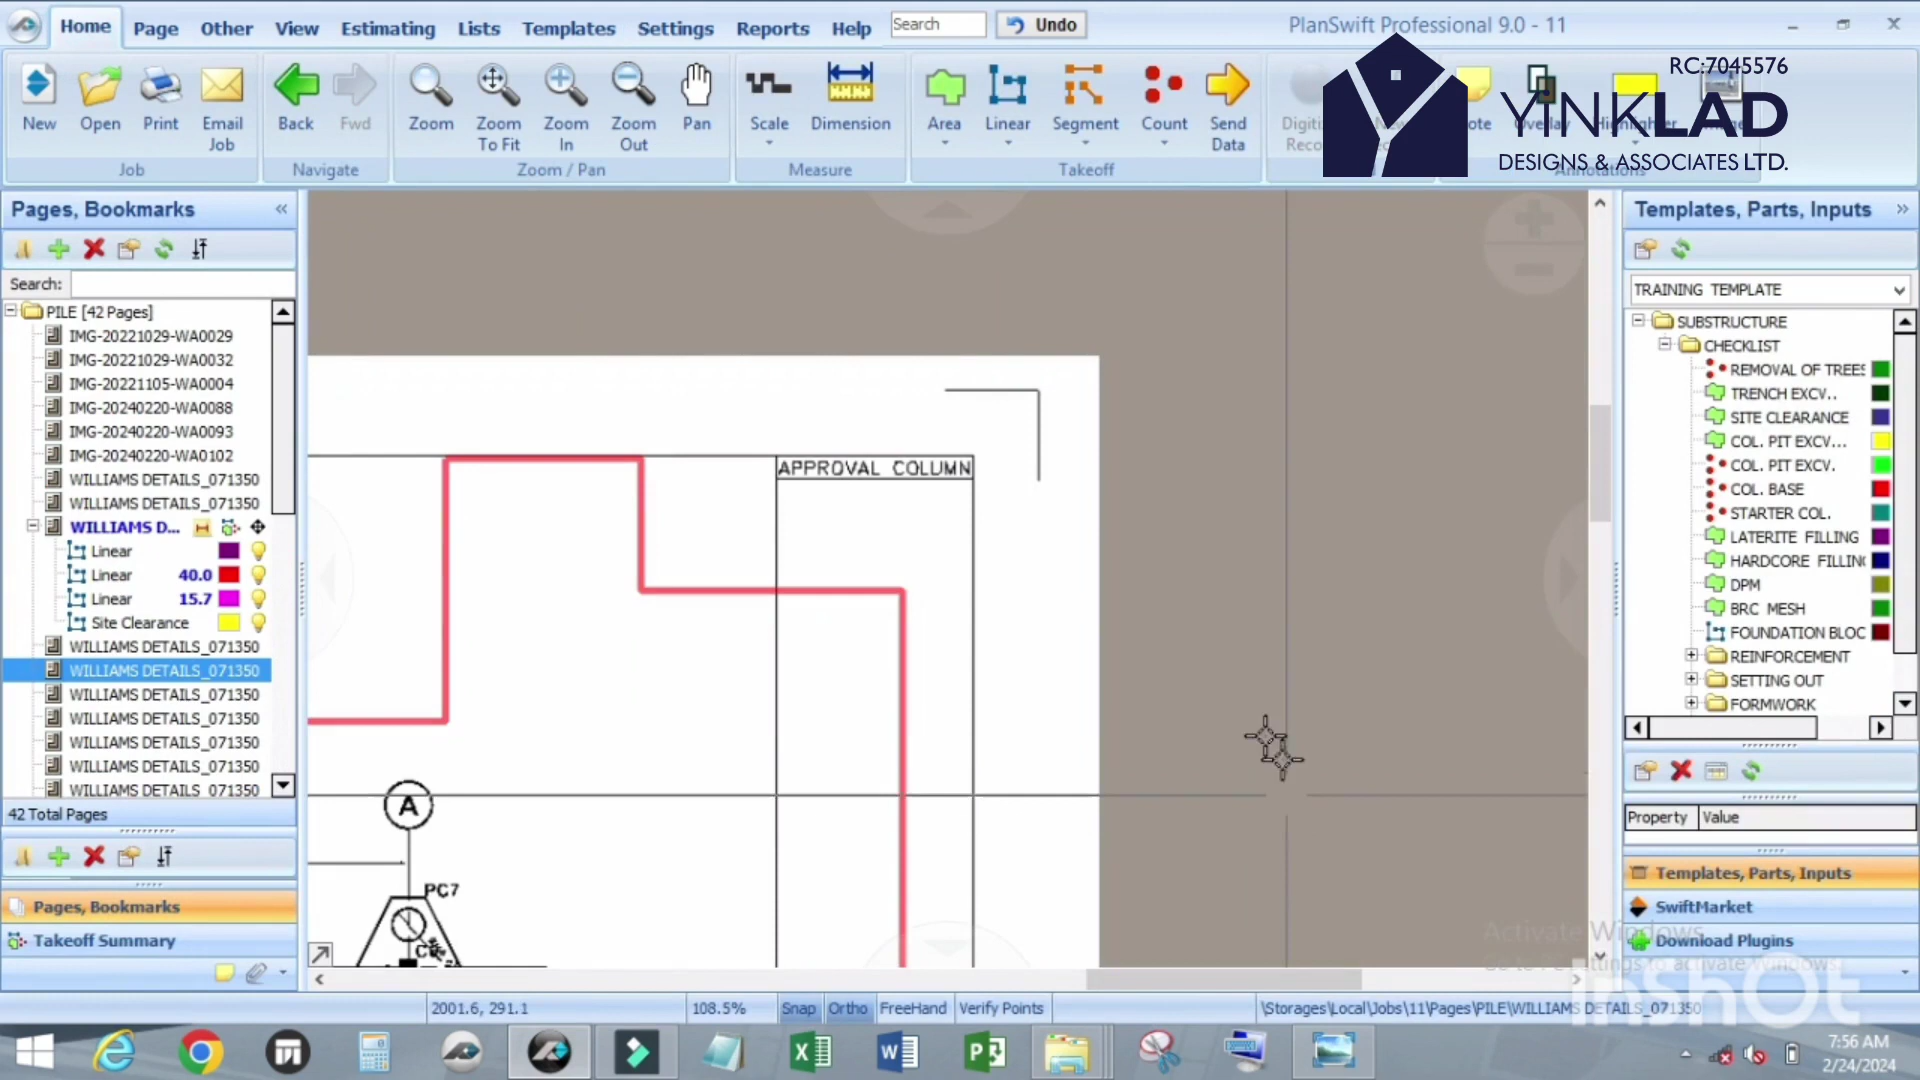 Home Page Other View Estimating Lists Templates Settings Reports Help Search Undo
PlanSwift Professional 9.0 - 11
RC:7045576
YINKLAD
DESIGNS & ASSOCIATES LTD.
New Open Print Email Job
Back Fwd
Zoom Zoom To Fit Zoom In Zoom Out Pan
Scale Dimension
Area Linear Segment Count Send Data
Job Navigate Zoom / Pan Measure Takeoff Annotations
Pages, Bookmarks
Search:
PILE [42 Pages]
IMG-20221029-WA0029
IMG-20221029-WA0032
IMG-20221105-WA0004
IMG-20240220-WA0088
IMG-20240220-WA0093
IMG-20240220-WA0102
WILLIAMS DETAILS_071350
WILLIAMS DETAILS_071350
WILLIAMS D...
Linear
Linear 40.0
Linear 15.7
Site Clearance
WILLIAMS DETAILS_071350
WILLIAMS DETAILS_071350
WILLIAMS DETAILS_071350
WILLIAMS DETAILS_071350
WILLIAMS DETAILS_071350
WILLIAMS DETAILS_071350
WILLIAMS DETAILS_071350
42 Total Pages
Pages, Bookmarks
Takeoff Summary
APPROVAL COLUMN
A
PC7
Templates, Parts, Inputs
TRAINING TEMPLATE
SUBSTRUCTURE
CHECKLIST
REMOVAL OF TREES
TRENCH EXCV..
SITE CLEARANCE
COL. PIT EXCV...
COL. PIT EXCV.
COL. BASE
STARTER COL.
LATERITE FILLING
HARDCORE FILLIN
DPM
BRC MESH
FOUNDATION BLOC
REINFORCEMENT
SETTING OUT
FORMWORK
Property Value
Templates, Parts, Inputs
SwiftMarket
Download Plugins
Activate Windows
2001.6, 291.1 108.5% Snap Ortho FreeHand Verify Points \Storages\Local\Jobs\11\Pages\PILE\WILLIAMS DETAILS_071350
InshOt
7:56 AM
2/24/2024